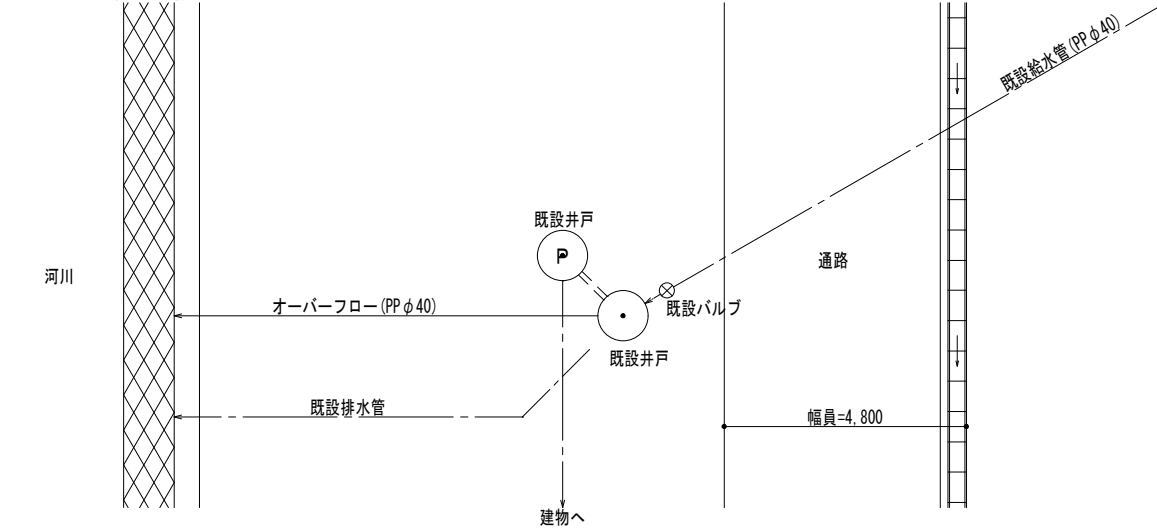 既設給水管(PPφ40)
既設井戸
P
河川
通路
オーバーフロー(PPφ40)
既設バルブ
既設井戸
既設排水管
幅員=4,800
建物へ